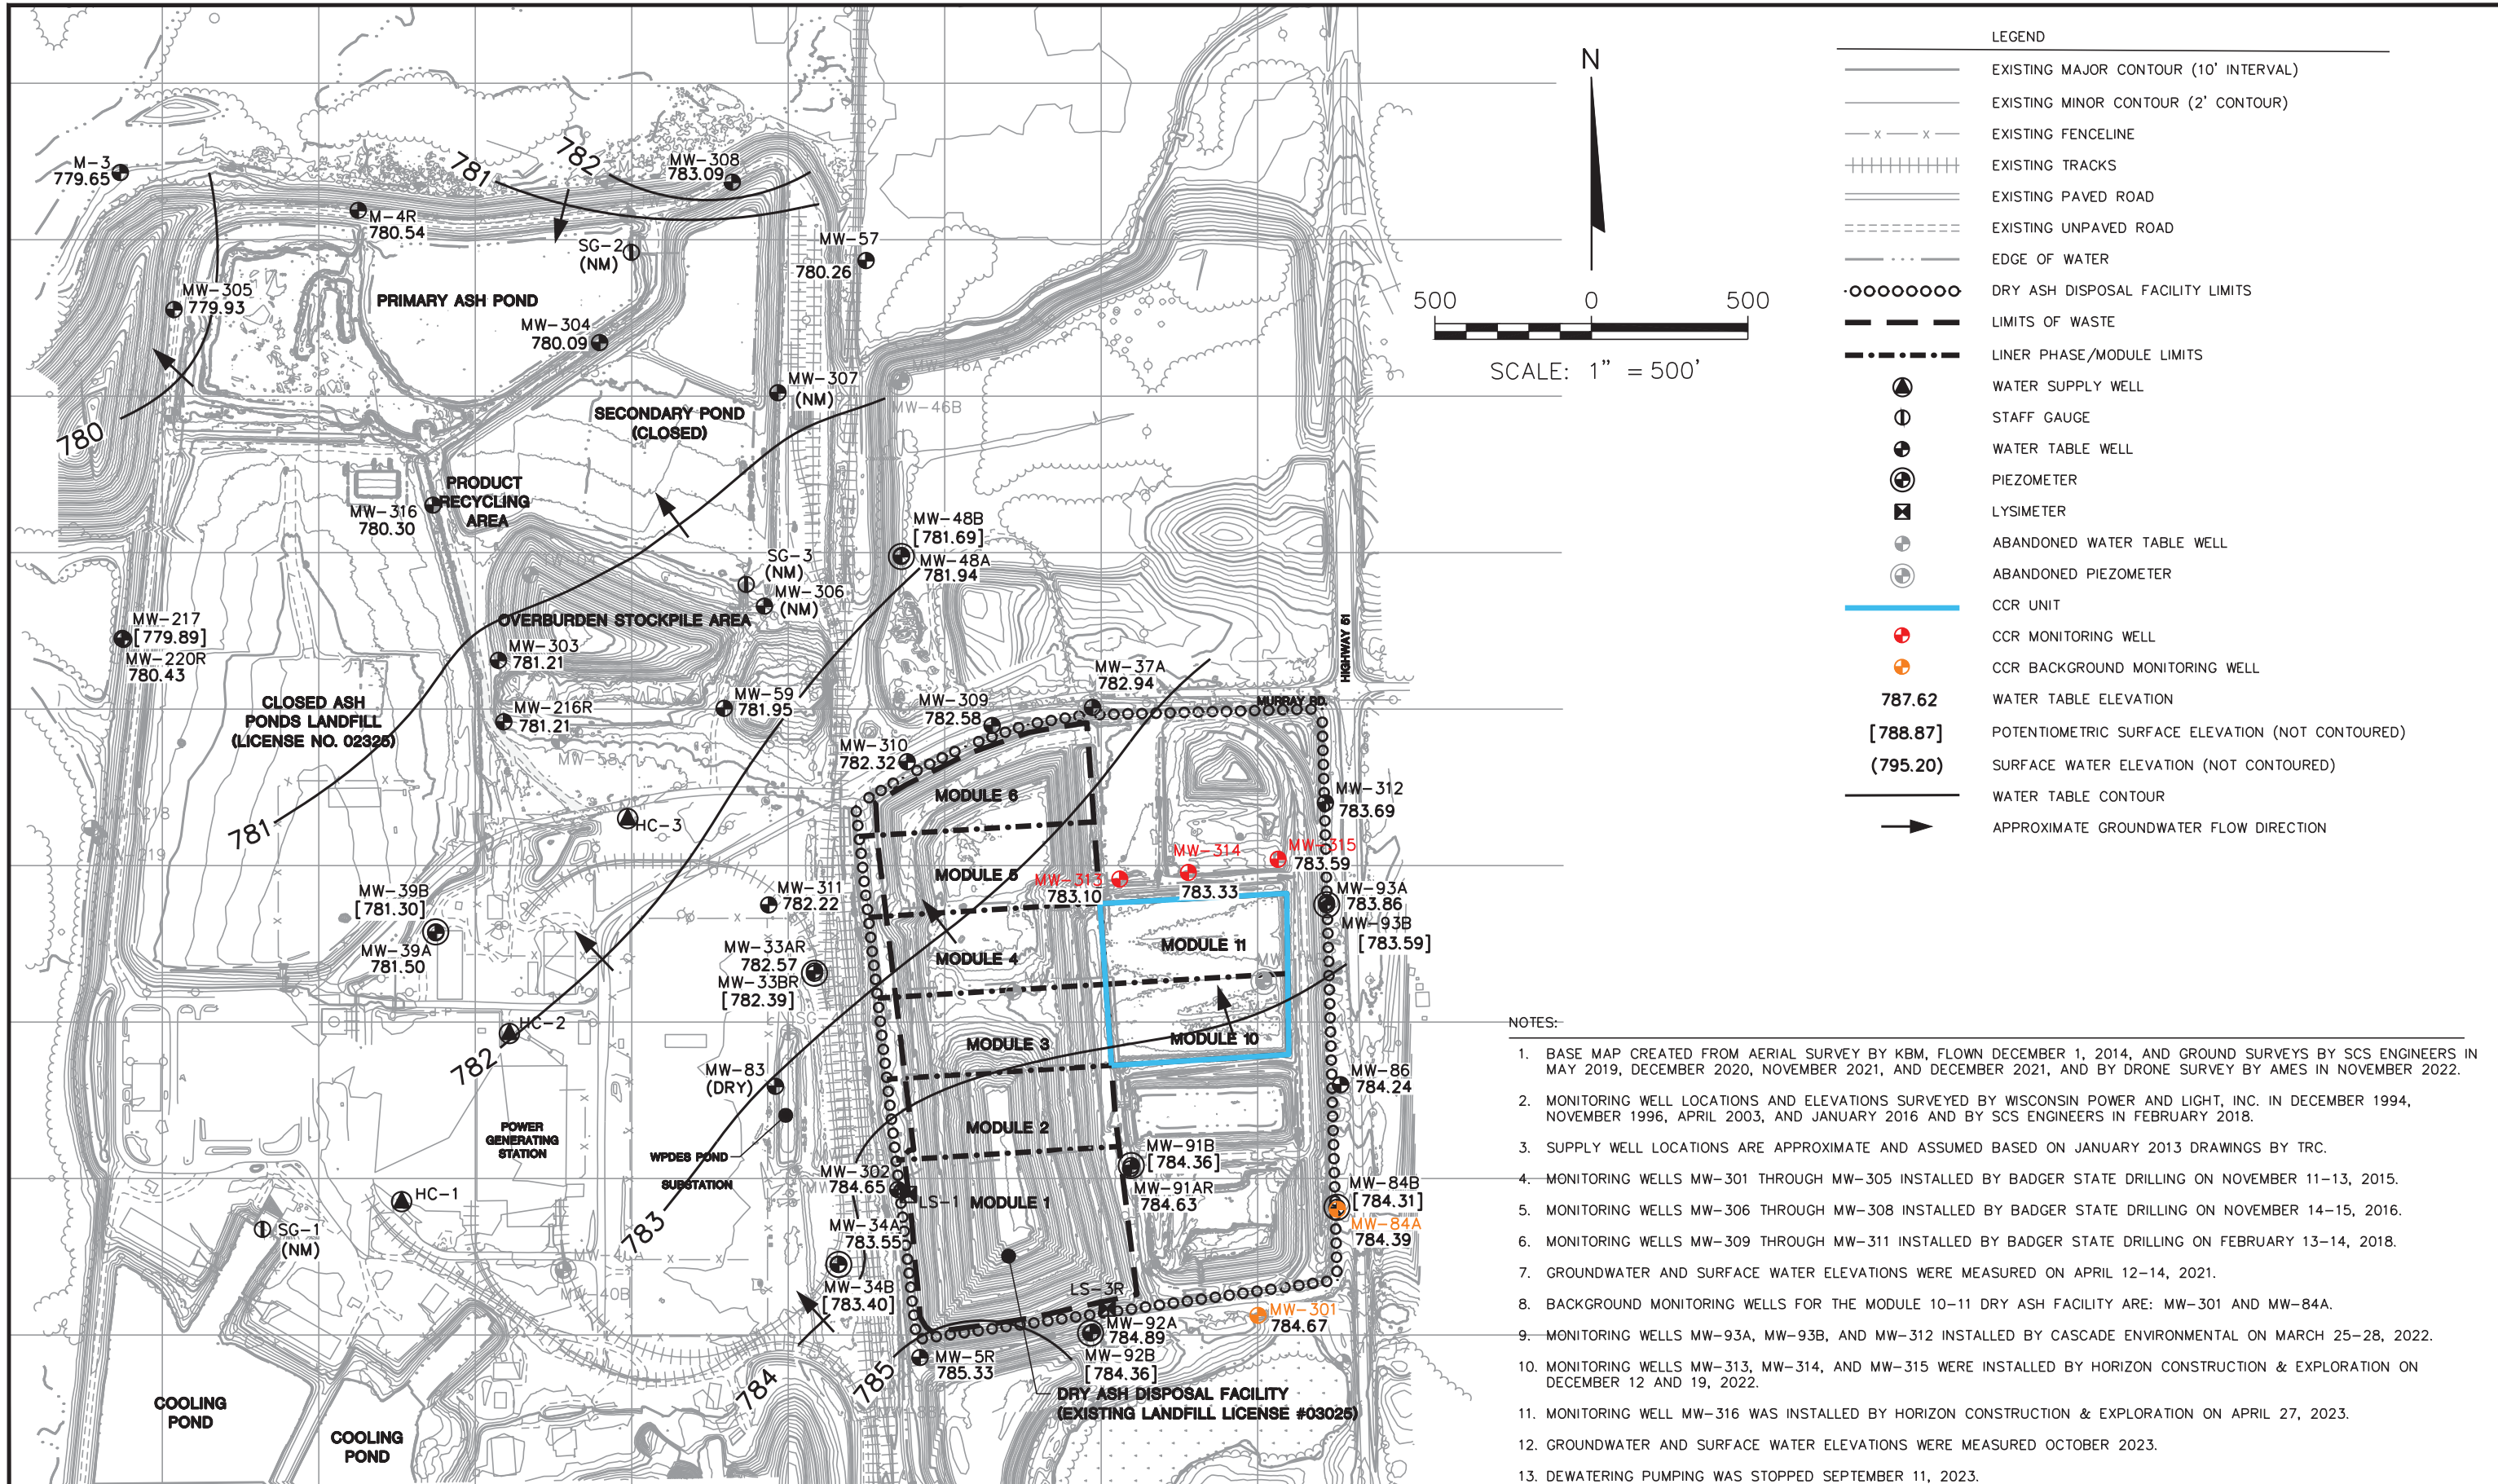 LEGEND
EXISTING MAJOR CONTOUR (10' INTERVAL)
EXISTING MINOR CONTOUR (2' CONTOUR)
EXISTING FENCELINE
EXISTING TRACKS
EXISTING PAVED ROAD
EXISTING UNPAVED ROAD
EDGE OF WATER
DRY ASH DISPOSAL FACILITY LIMITS
LIMITS OF WASTE
LINER PHASE/MODULE LIMITS
WATER SUPPLY WELL
STAFF GAUGE
WATER TABLE WELL
PIEZOMETER
LYSIMETER
ABANDONED WATER TABLE WELL
ABANDONED PIEZOMETER
CCR UNIT
CCR MONITORING WELL
CCR BACKGROUND MONITORING WELL
787.62 WATER TABLE ELEVATION
[788.87] POTENTIOMETRIC SURFACE ELEVATION (NOT CONTOURED)
(795.20) SURFACE WATER ELEVATION (NOT CONTOURED)
WATER TABLE CONTOUR
APPROXIMATE GROUNDWATER FLOW DIRECTION
N
500 0 500
SCALE: 1" = 500'
M-3
779.65
781
782
MW-308
783.09
M-4R
780.54
SG-2
(NM)
MW-57
780.26
MW-305
779.93
PRIMARY ASH POND
MW-304
780.09
MW-307
(NM)
MW-46A
MW-46B
780
SECONDARY POND
(CLOSED)
PRODUCT
RECYCLING
AREA
MW-316
780.30
MW-48B
[781.69]
MW-48A
781.94
SG-3
(NM)
MW-306
(NM)
OVERBURDEN STOCKPILE AREA
MW-217
[779.89]
MW-220R
780.43
MW-303
781.21
HIGHWAY 51
MW-37A
782.94
CLOSED ASH
PONDS LANDFILL
(LICENSE NO. 02325)
MW-216R
781.21
MW-59
781.95
MW-309
782.58
MURRAY RD.
MW-310
782.32
MODULE 6
MW-312
783.69
781
HC-3
MW-314
783.33
MW-315
783.59
MODULE 5
MW-313
783.10
MW-39B
[781.30]
MW-39A
781.50
MW-311
782.22
MW-93A
783.86
MW-93B
[783.59]
MW-33AR
782.57
MW-33BR
[782.39]
MODULE 4
MODULE 11
HC-2
782
MODULE 3
MODULE 10
MW-83
(DRY)
MW-86
784.24
POWER
GENERATING
STATION
MODULE 2
WPDES POND
SUBSTATION
MW-91B
[784.36]
MW-91AR
784.63
MW-302
784.65
LS-1
MODULE 1
HC-1
MW-84B
[784.31]
MW-84A
784.39
SG-1
(NM)
783
MW-34A
783.55
MW-34B
[783.40]
MW-40B
LS-3R
MW-301
784.67
MW-92A
784.89
MW-92B
[784.36]
MW-5R
785.33
784
785
DRY ASH DISPOSAL FACILITY
(EXISTING LANDFILL LICENSE #03025)
COOLING
POND
COOLING
POND
NOTES:
1. BASE MAP CREATED FROM AERIAL SURVEY BY KBM, FLOWN DECEMBER 1, 2014, AND GROUND SURVEYS BY SCS ENGINEERS IN
MAY 2019, DECEMBER 2020, NOVEMBER 2021, AND DECEMBER 2021, AND BY DRONE SURVEY BY AMES IN NOVEMBER 2022.
2. MONITORING WELL LOCATIONS AND ELEVATIONS SURVEYED BY WISCONSIN POWER AND LIGHT, INC. IN DECEMBER 1994,
NOVEMBER 1996, APRIL 2003, AND JANUARY 2016 AND BY SCS ENGINEERS IN FEBRUARY 2018.
3. SUPPLY WELL LOCATIONS ARE APPROXIMATE AND ASSUMED BASED ON JANUARY 2013 DRAWINGS BY TRC.
4. MONITORING WELLS MW-301 THROUGH MW-305 INSTALLED BY BADGER STATE DRILLING ON NOVEMBER 11-13, 2015.
5. MONITORING WELLS MW-306 THROUGH MW-308 INSTALLED BY BADGER STATE DRILLING ON NOVEMBER 14-15, 2016.
6. MONITORING WELLS MW-309 THROUGH MW-311 INSTALLED BY BADGER STATE DRILLING ON FEBRUARY 13-14, 2018.
7. GROUNDWATER AND SURFACE WATER ELEVATIONS WERE MEASURED ON APRIL 12-14, 2021.
8. BACKGROUND MONITORING WELLS FOR THE MODULE 10-11 DRY ASH FACILITY ARE: MW-301 AND MW-84A.
9. MONITORING WELLS MW-93A, MW-93B, AND MW-312 INSTALLED BY CASCADE ENVIRONMENTAL ON MARCH 25-28, 2022.
10. MONITORING WELLS MW-313, MW-314, AND MW-315 WERE INSTALLED BY HORIZON CONSTRUCTION & EXPLORATION ON
DECEMBER 12 AND 19, 2022.
11. MONITORING WELL MW-316 WAS INSTALLED BY HORIZON CONSTRUCTION & EXPLORATION ON APRIL 27, 2023.
12. GROUNDWATER AND SURFACE WATER ELEVATIONS WERE MEASURED OCTOBER 2023.
13. DEWATERING PUMPING WAS STOPPED SEPTEMBER 11, 2023.